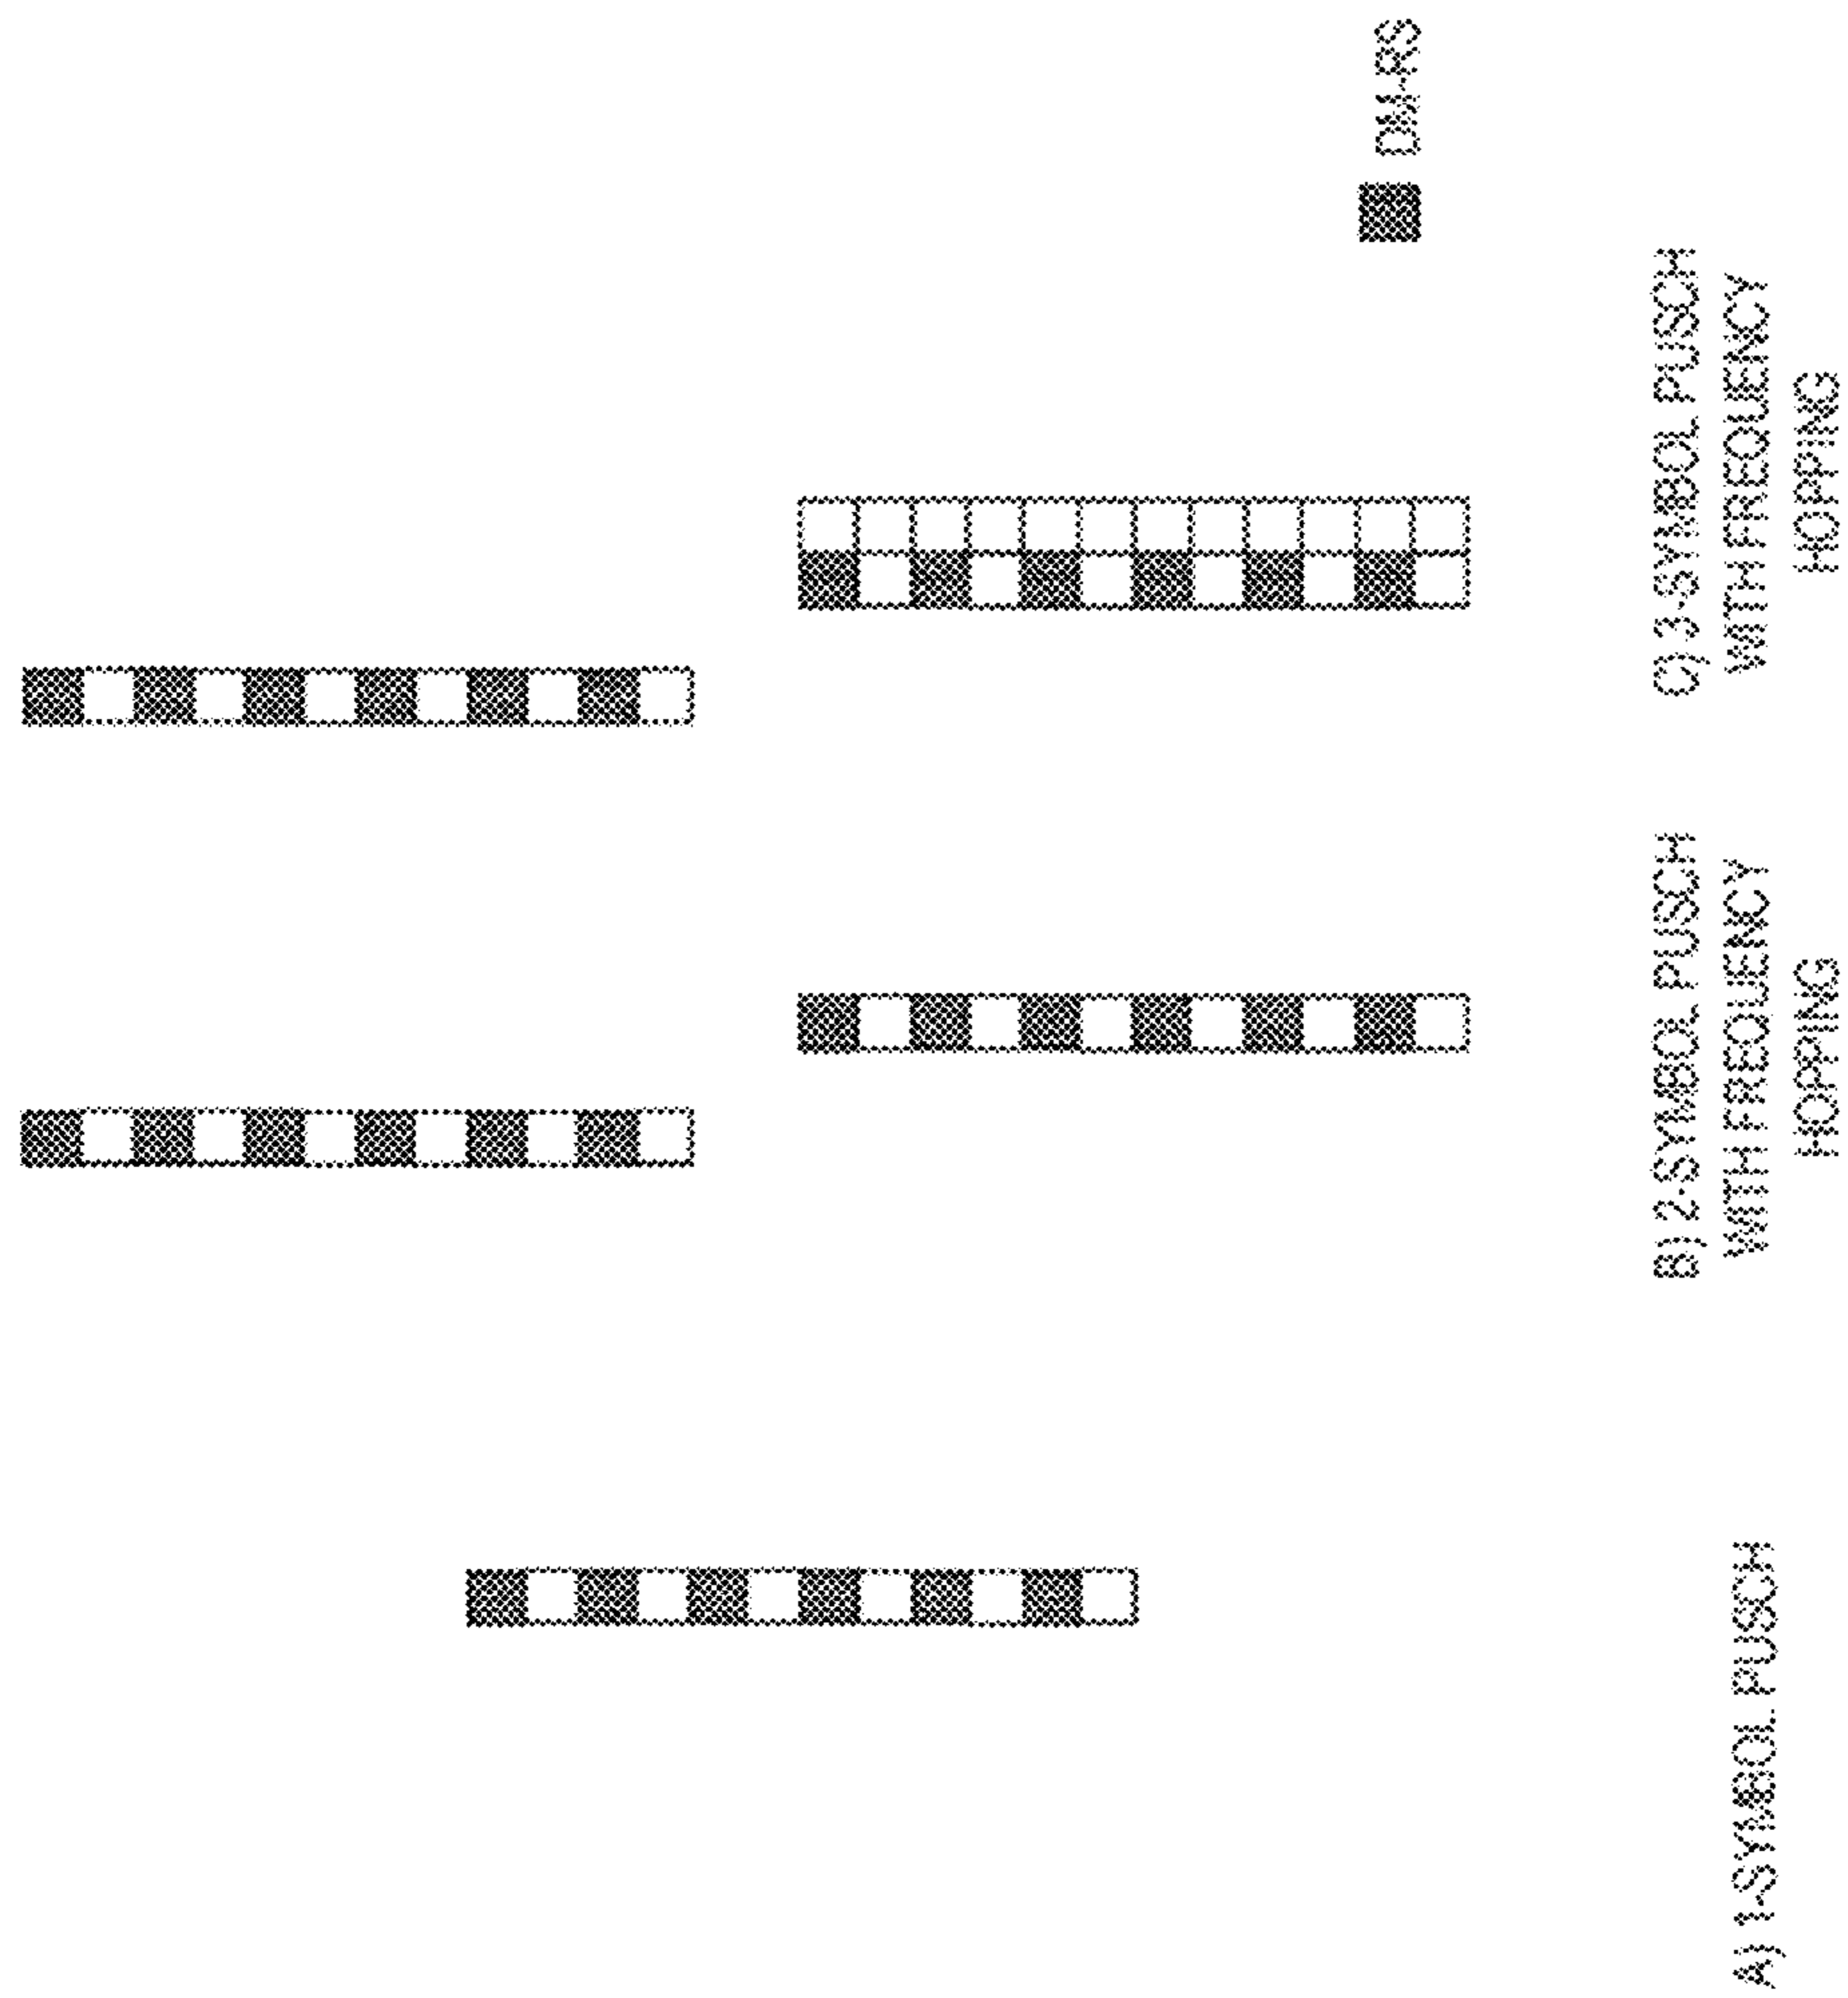 A) 1-SYMBOL PUSCH
B) 2-SYMBOL PUSCH
WITH FREQUENCY
HOPPING
C) 3-SYMBOL PUSCH
WITH FREQUENCY
HOPPING
DM-RS